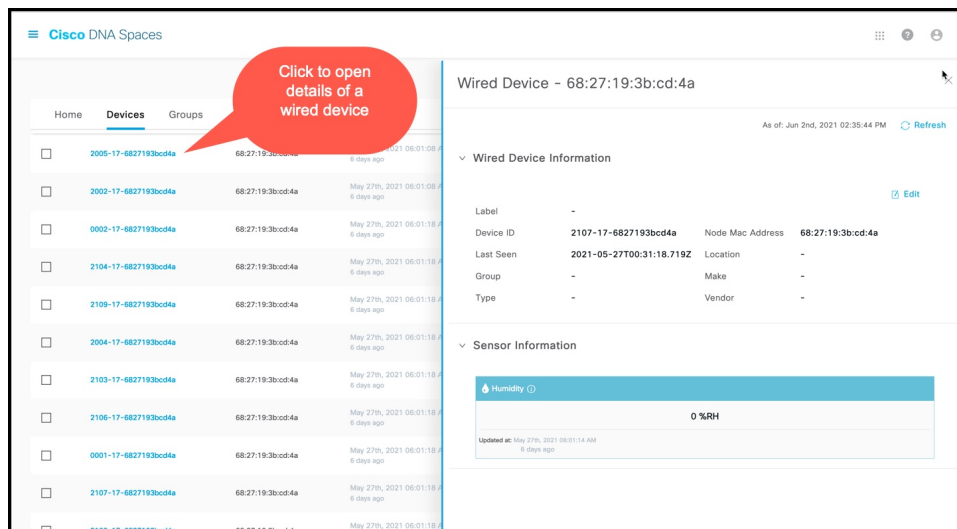 Cisco DNA Spaces
Click to open
details of a
wired device
Home Devices Groups
2005-17-6827193bcd4a 6 days ago
2002-17-6827193bcd4a 68:27:19:3b:cd:4a May 27th, 2021 06:01:08 A
6 days ago
0002-17-6827193bcd4a 68:27:19:3b:cd:4a May 27th, 2021 06:01:18 A
6 days ago
2104-17-6827193bcd4a 68:27:19:3b:cd:4a May 27th, 2021 06:01:18 A
6 days ago
2109-17-6827193bcd4a 68:27:19:3b:cd:4a May 27th, 2021 06:01:18 A
6 days ago
2004-17-6827193bcd4a 68:27:19:3b:cd:4a May 27th, 2021 06:01:18 A
6 days ago
2103-17-6827193bcd4a 68:27:19:3b:cd:4a May 27th, 2021 06:01:18 A
6 days ago
2106-17-6827193bcd4a 68:27:19:3b:cd:4a May 27th, 2021 06:01:18 A
6 days ago
0001-17-6827193bcd4a 68:27:19:3b:cd:4a May 27th, 2021 06:01:18 A
6 days ago
2107-17-6827193bcd4a 68:27:19:3b:cd:4a May 27th, 2021 06:01:18 A
6 days ago
May 27th, 2021 06:01:18 A
Wired Device - 68:27:19:3b:cd:4a
As of: Jun 2nd, 2021 02:35:44 PM Refresh
Wired Device Information
Edit
Label -
Device ID 2107-17-6827193bcd4a Node Mac Address 68:27:19:3b:cd:4a
Last Seen 2021-05-27T00:31:18.719Z Location -
Group - Make -
Type - Vendor -
Sensor Information
Humidity
0 %RH
Updated at: May 27th, 2021 06:01:14 AM
6 days ago